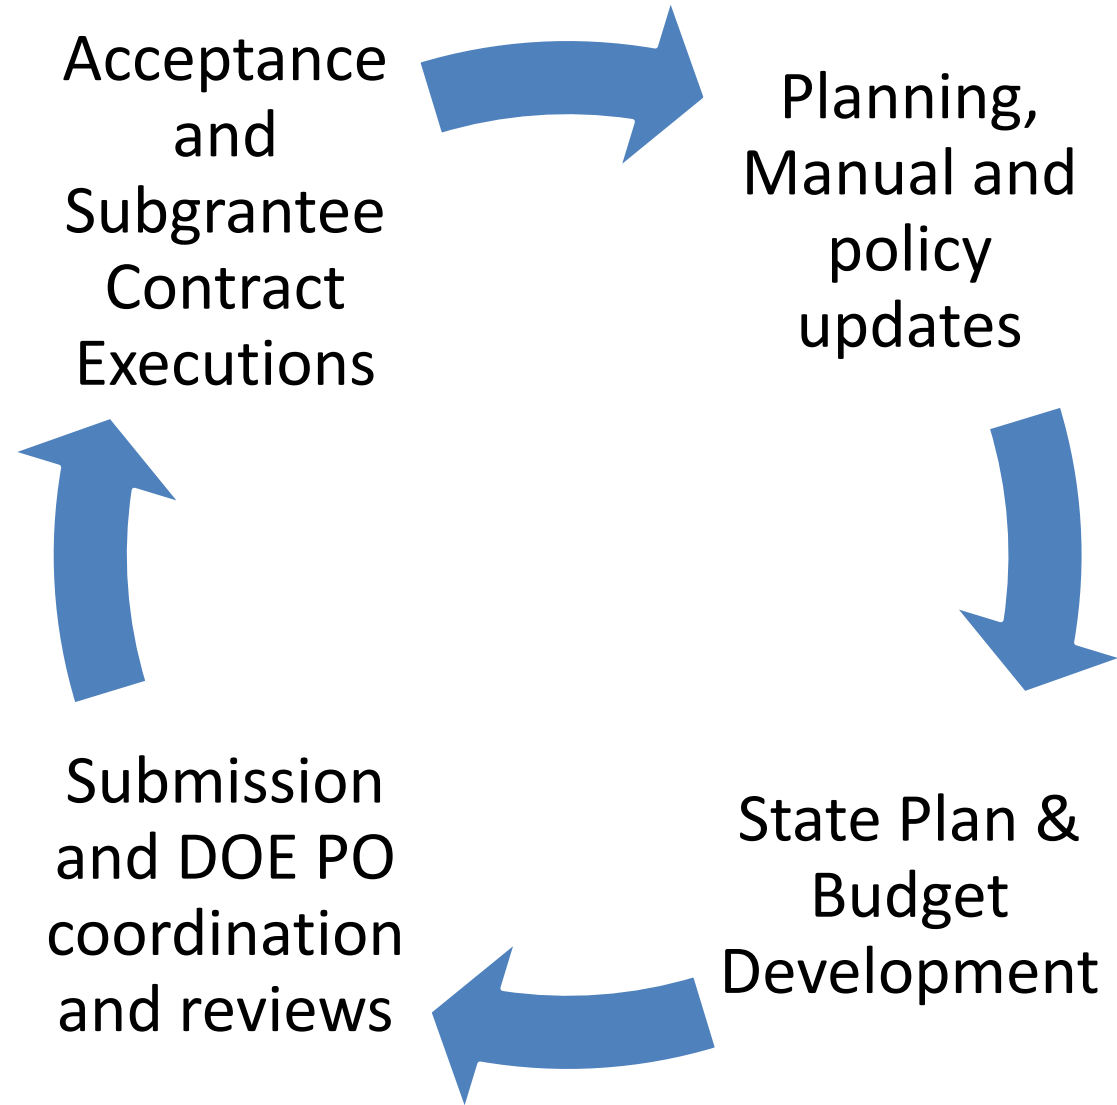 Acceptance
and
Subgrantee
Contract
Executions
Planning,
Manual and
policy
updates
State Plan &
Budget
Development
Submission
and DOE PO
coordination
and reviews